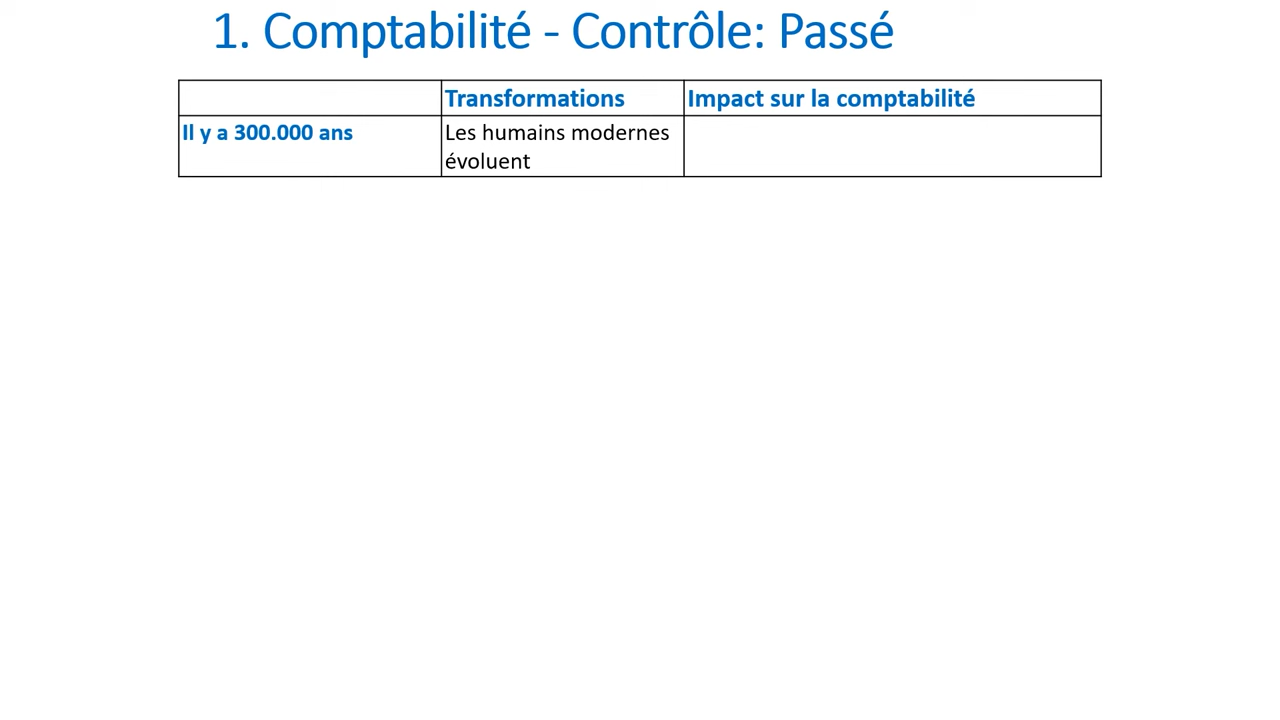 1. Comptabilité - Contrôle: Passé
Transformations
Impact sur la comptabilité
Il y a 300.000 ans
Les humains modernes
évoluent